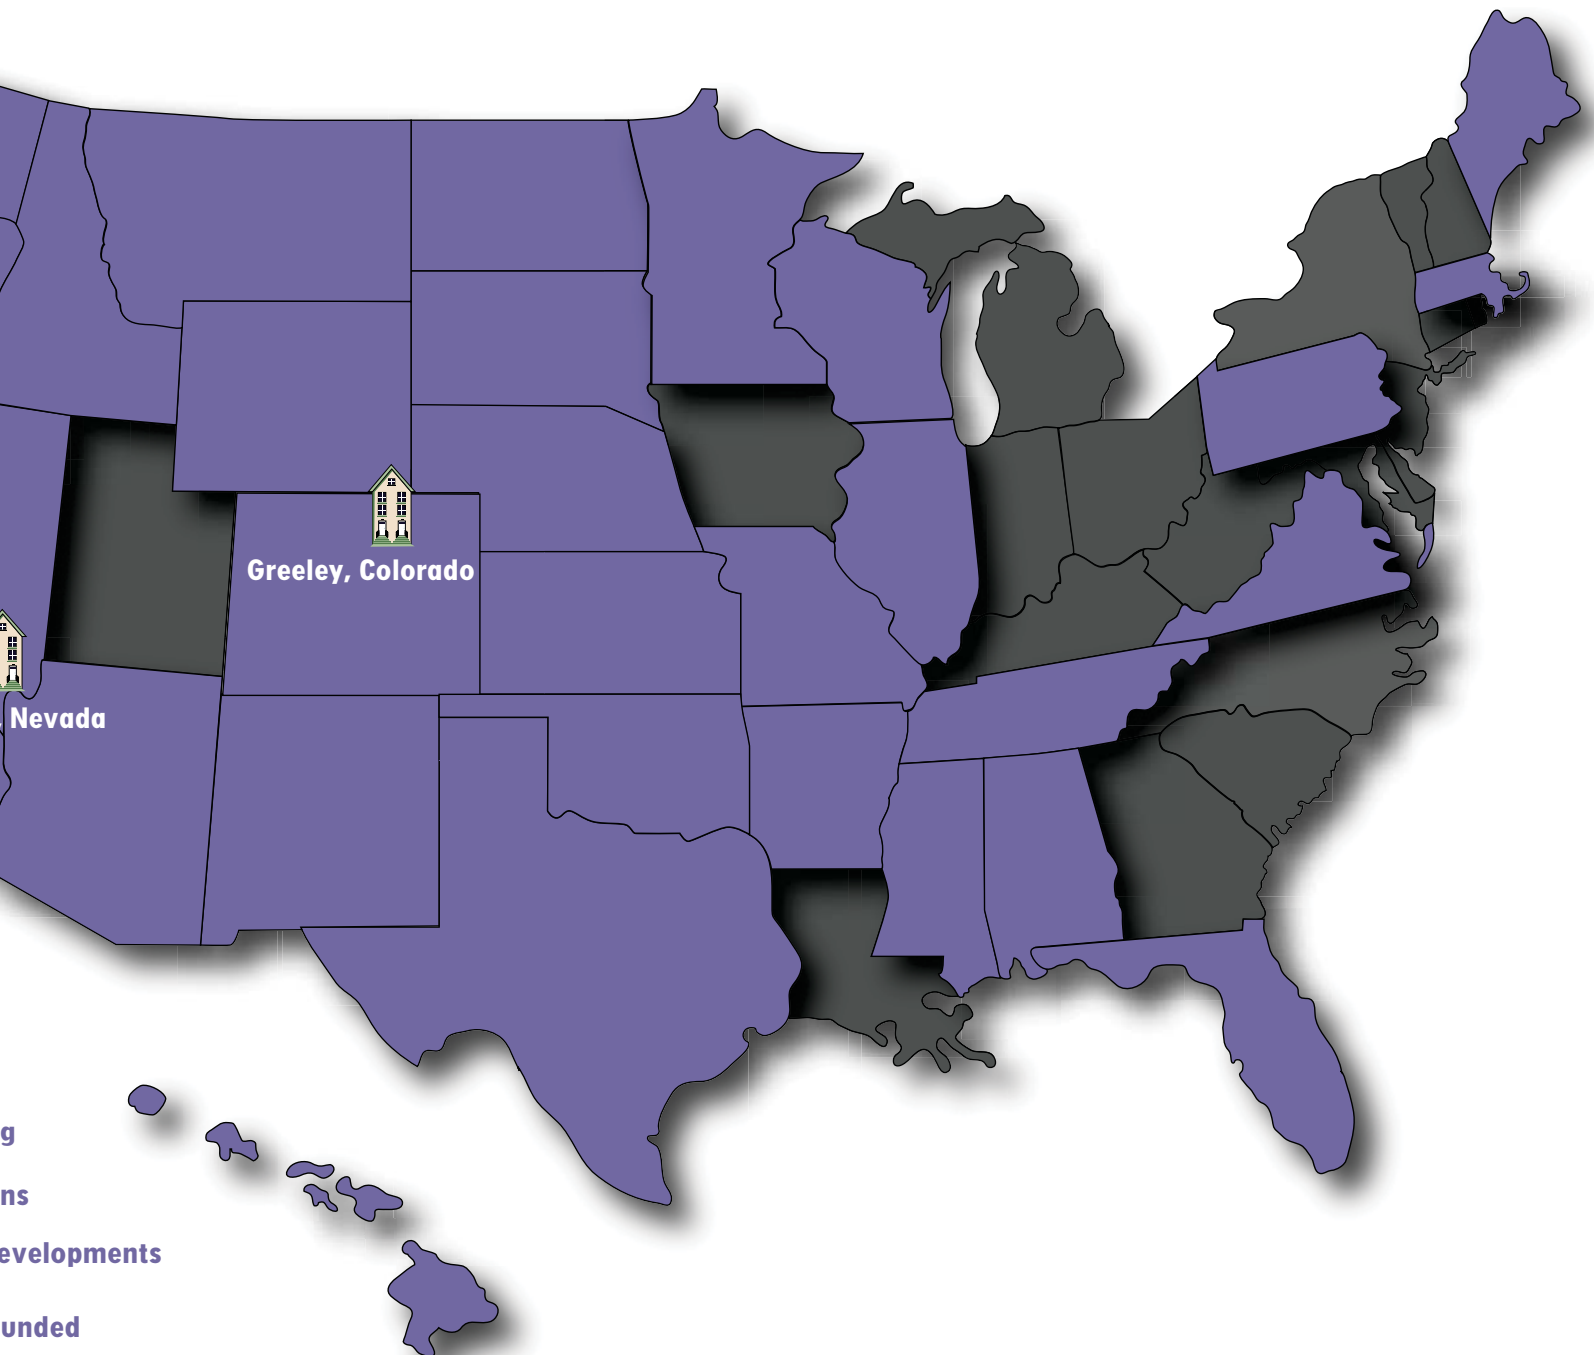 Greeley, Colorado
, Nevada
g
ns
evelopments
unded